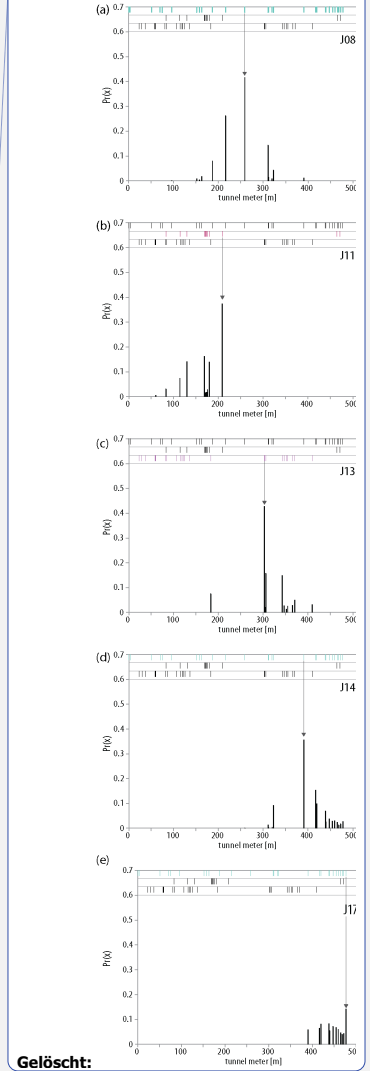 (a)
0.7
0.6
0.5
0.4
0.3
0.2
0.1
0
Pr(x)
J08
0 100 200 300 400 500
tunnel meter [m]
(b)
0.7
0.6
0.5
0.4
0.3
0.2
0.1
0
Pr(x)
J11
0 100 200 300 400 500
tunnel meter [m]
(c)
0.7
0.6
0.5
0.4
0.3
0.2
0.1
0
Pr(x)
J13
0 100 200 300 400 500
tunnel meter [m]
(d)
0.7
0.6
0.5
0.4
0.3
0.2
0.1
0
Pr(x)
J14
0 100 200 300 400 500
tunnel meter [m]
(e)
0.7
0.6
0.5
0.4
0.3
0.2
0.1
0
Pr(x)
J17
0 100 200 300 400 50
tunnel meter [m]
Gelöscht: